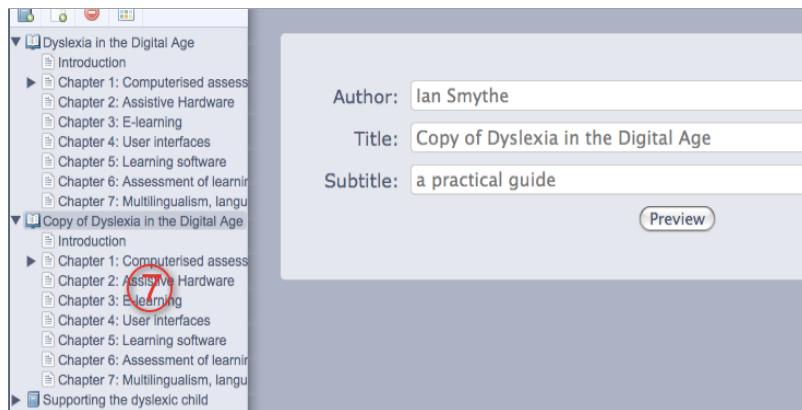 Dyslexia in the Digital Age
Introduction
Chapter 1: Computerised assess
Chapter 2: Assistive Hardware
Chapter 3: E-learning
Chapter 4: User interfaces
Chapter 5: Learning software
Chapter 6: Assessment of learnin
Chapter 7: Multilingualism, langu
Copy of Dyslexia in the Digital Age
Introduction
Chapter 1: Computerised assess
Chapter 2: Assistive Hardware
7
Chapter 3: E-learning
Chapter 4: User interfaces
Chapter 5: Learning software
Chapter 6: Assessment of learnin
Chapter 7: Multilingualism, langu
Supporting the dyslexic child
Author: Ian Smythe
Title: Copy of Dyslexia in the Digital Age
Subtitle: a practical guide
Preview